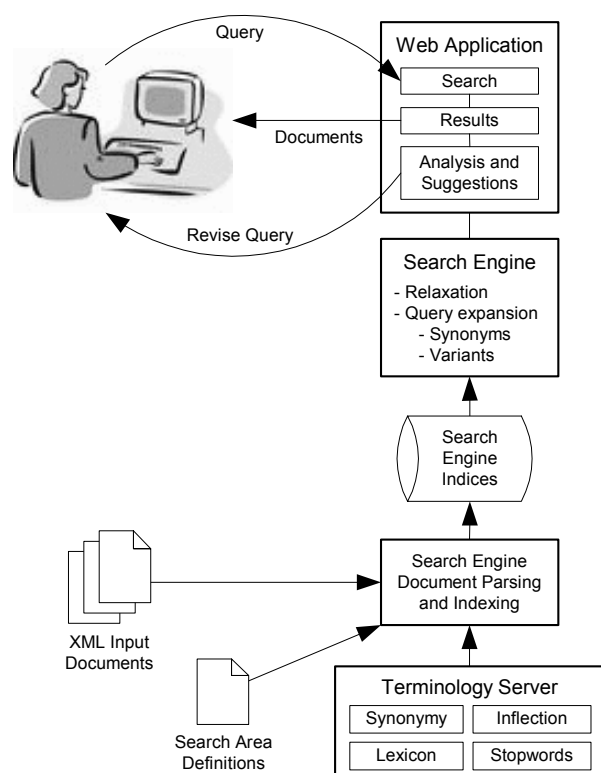 Query
Web Application
Search
Results
Documents
Analysis and
Suggestions
Revise Query
Search Engine
- Relaxation
- Query expansion
- Synonyms
- Variants
Search
Engine
Indices
Search Engine
Document Parsing
and Indexing
XML Input
Documents
Search Area
Definitions
Terminology Server
Synonymy
Inflection
Lexicon
Stopwords